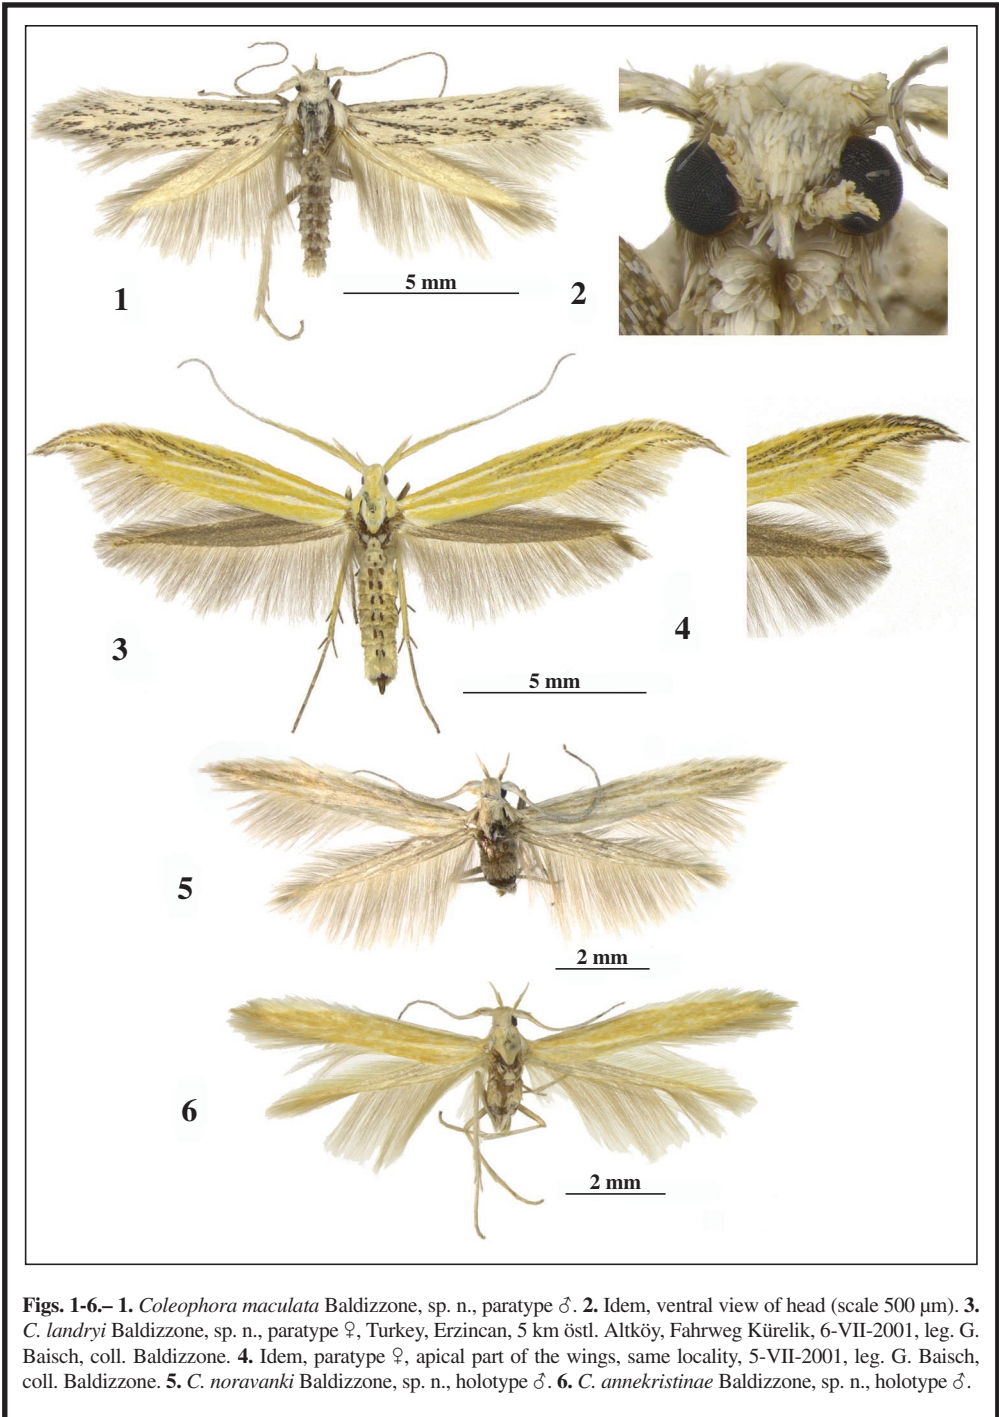 1
5 mm
2
3
4
5 mm
5
2 mm
6
2 mm
Figs. 1-6.– 1. Coleophora maculata Baldizzone, sp. n., paratype ♂. 2. Idem, ventral view of head (scale 500 µm). 3.
C. landryi Baldizzone, sp. n., paratype ♀, Turkey, Erzincan, 5 km östl. Altköy, Fahrweg Kürelik, 6-VII-2001, leg. G.
Baisch, coll. Baldizzone. 4. Idem, paratype ♀, apical part of the wings, same locality, 5-VII-2001, leg. G. Baisch,
coll. Baldizzone. 5. C. noravanki Baldizzone, sp. n., holotype ♂. 6. C. annekristinae Baldizzone, sp. n., holotype ♂.